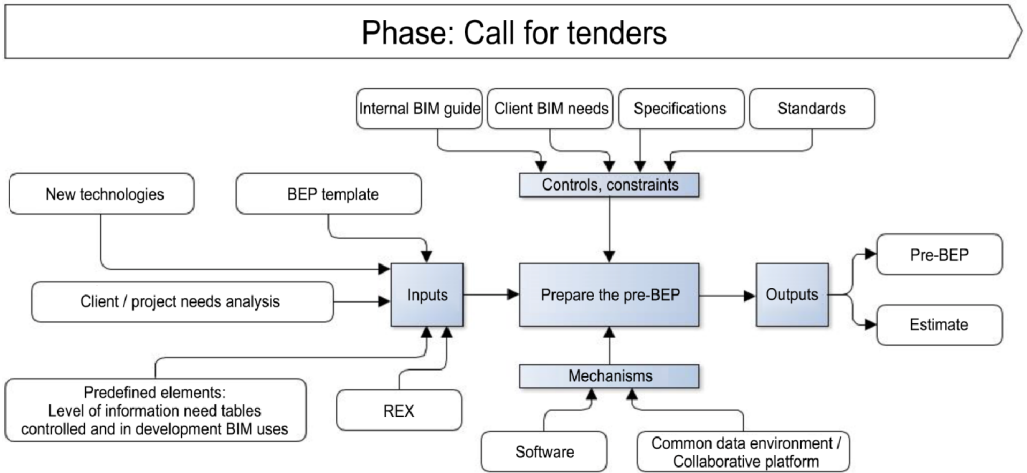 Phase: Call for tenders
Internal BIM guide
Client BIM needs
Specifications
Standards
Controls, constraints
New technologies
BEP template
Client / project needs analysis
Inputs
Prepare the pre-BEP
Outputs
Pre-BEP
Estimate
Predefined elements:
Level of information need tables
controlled and in development BIM uses
REX
Mechanisms
Software
Common data environment /
Collaborative platform